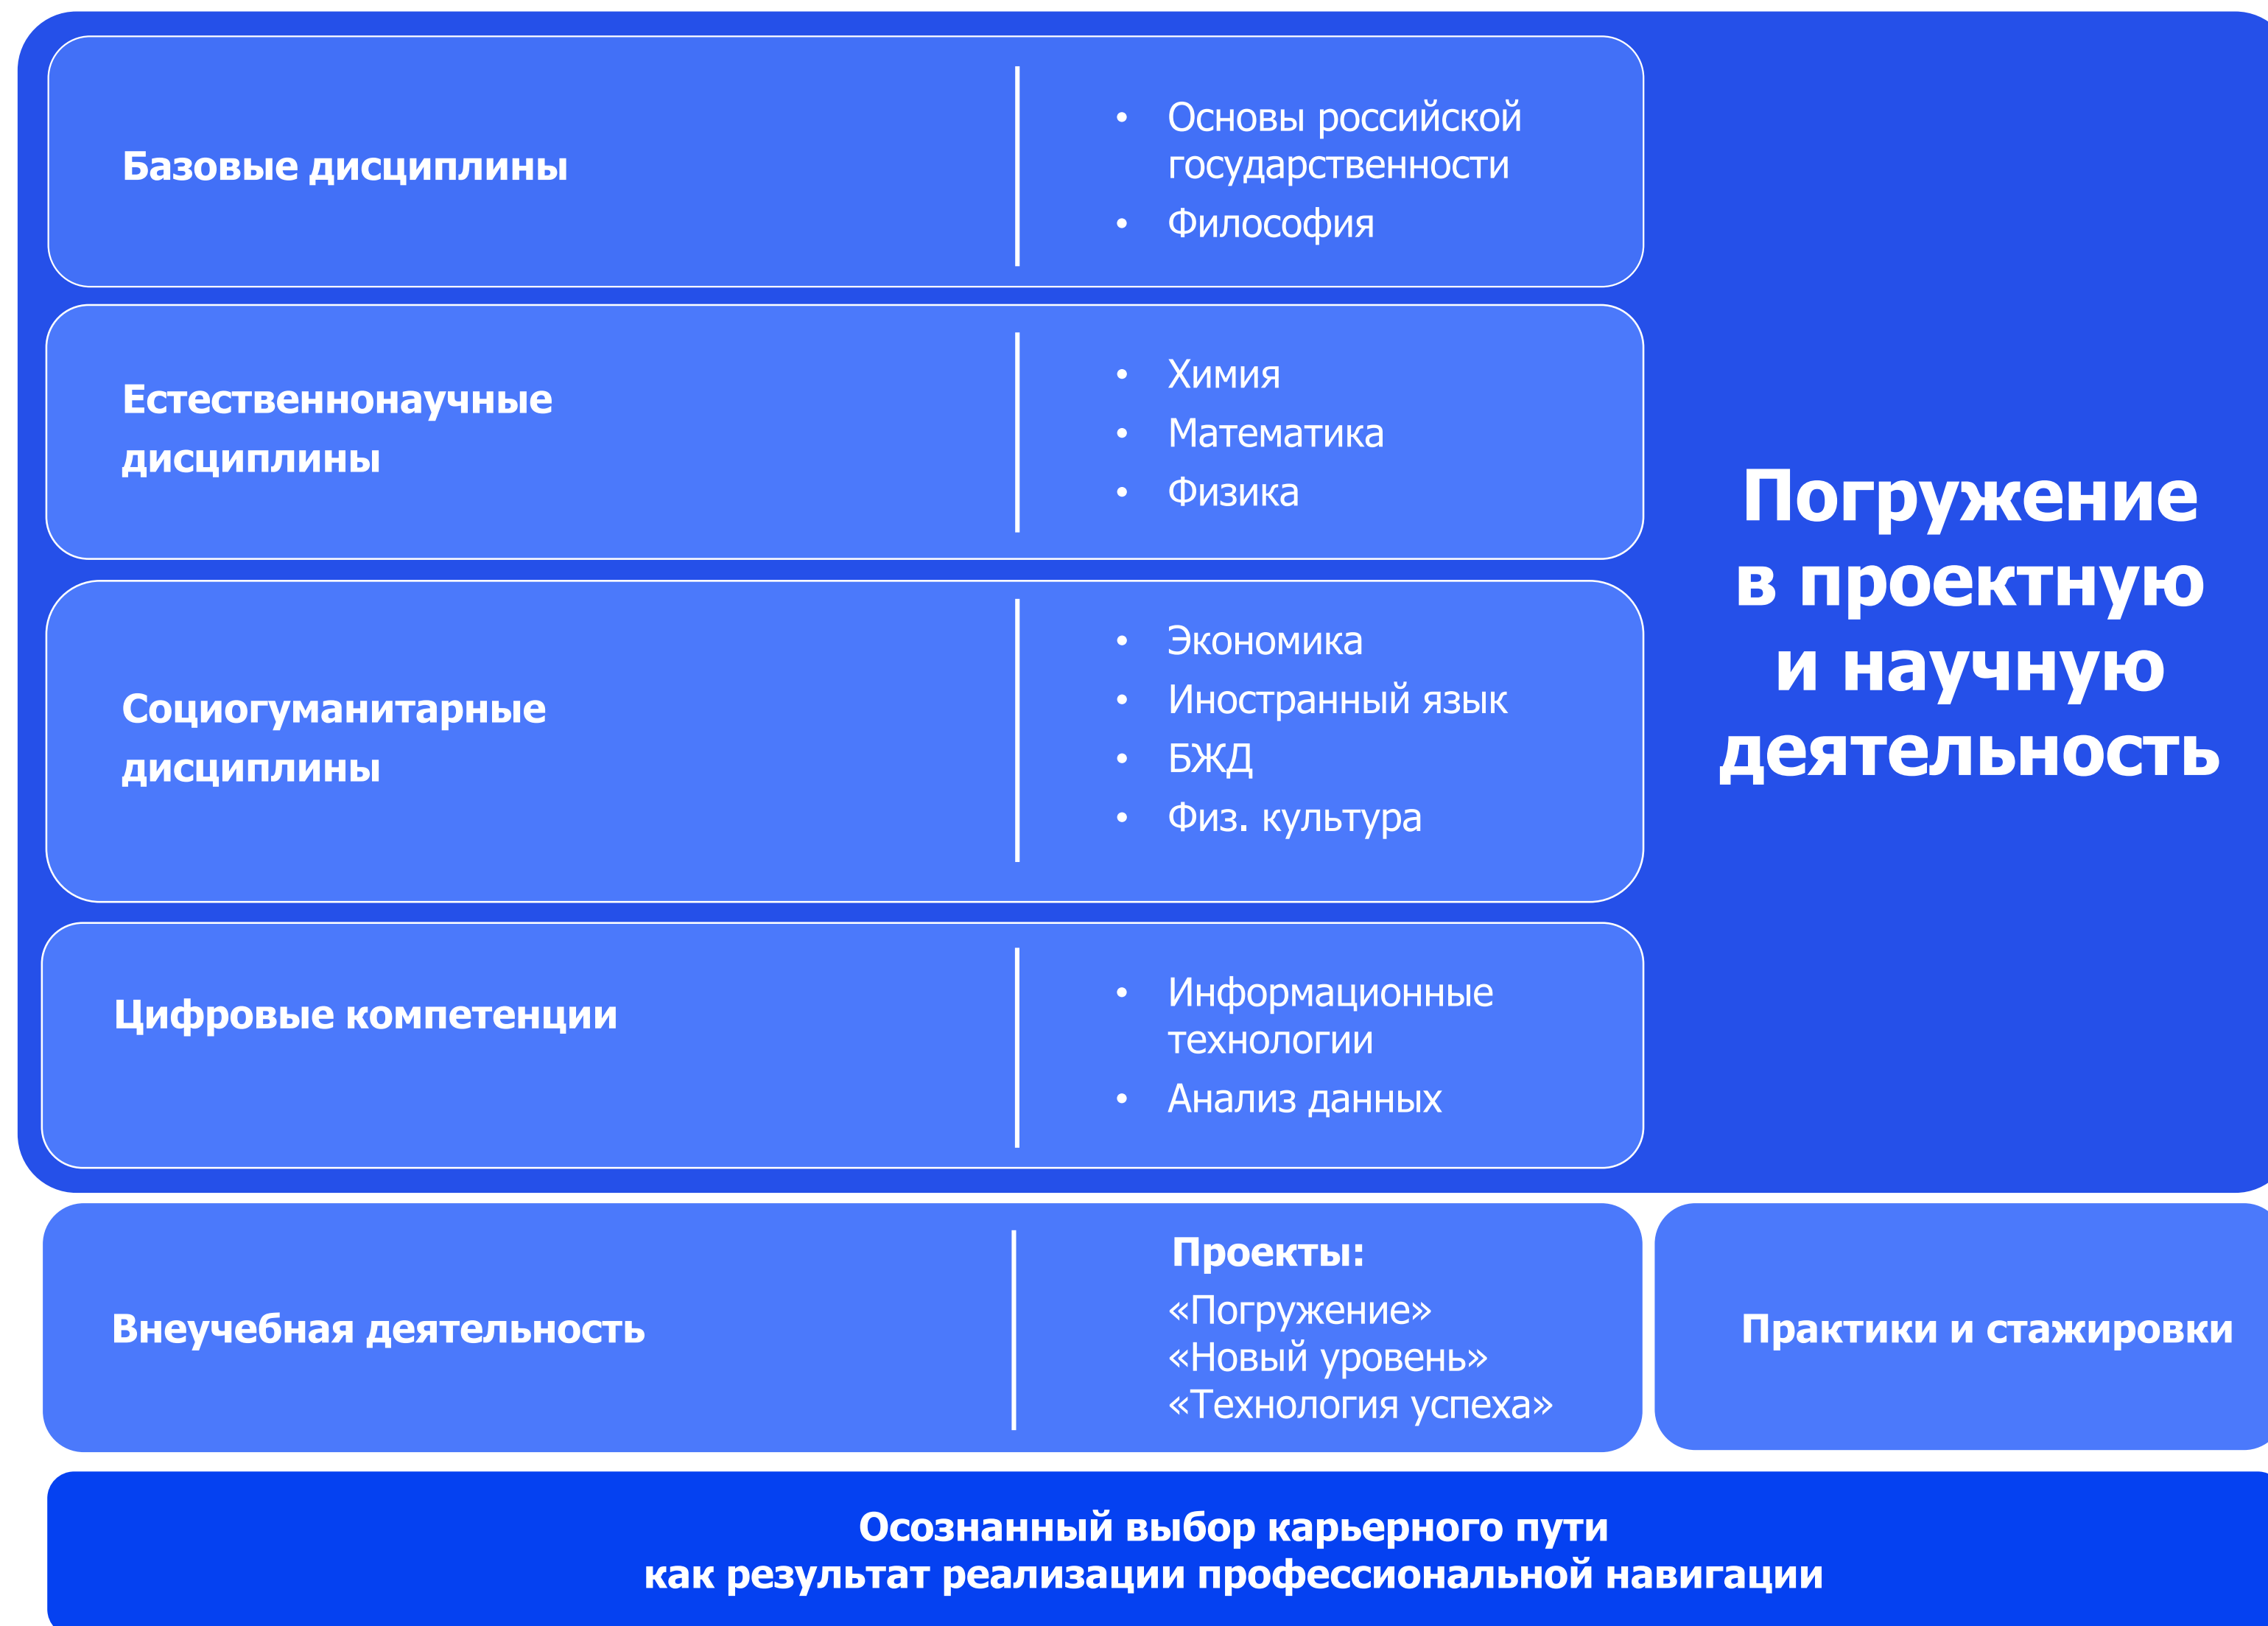 Базовые дисциплины
• Основы российской
государственности
• Философия
Естественнонаучные
дисциплины
• Химия
• Математика
• Физика
Социогуманитарные
дисциплины
• Экономика
• Иностранный язык
• БЖД
• Физ. культура
Цифровые компетенции
• Информационные
технологии
• Анализ данных
Погружение
в проектную
и научную
деятельность
Внеучебная деятельность
Проекты:
«Погружение»
«Новый уровень»
«Технология успеха»
Практики и стажировки
Осознанный выбор карьерного пути
как результат реализации профессиональной навигации